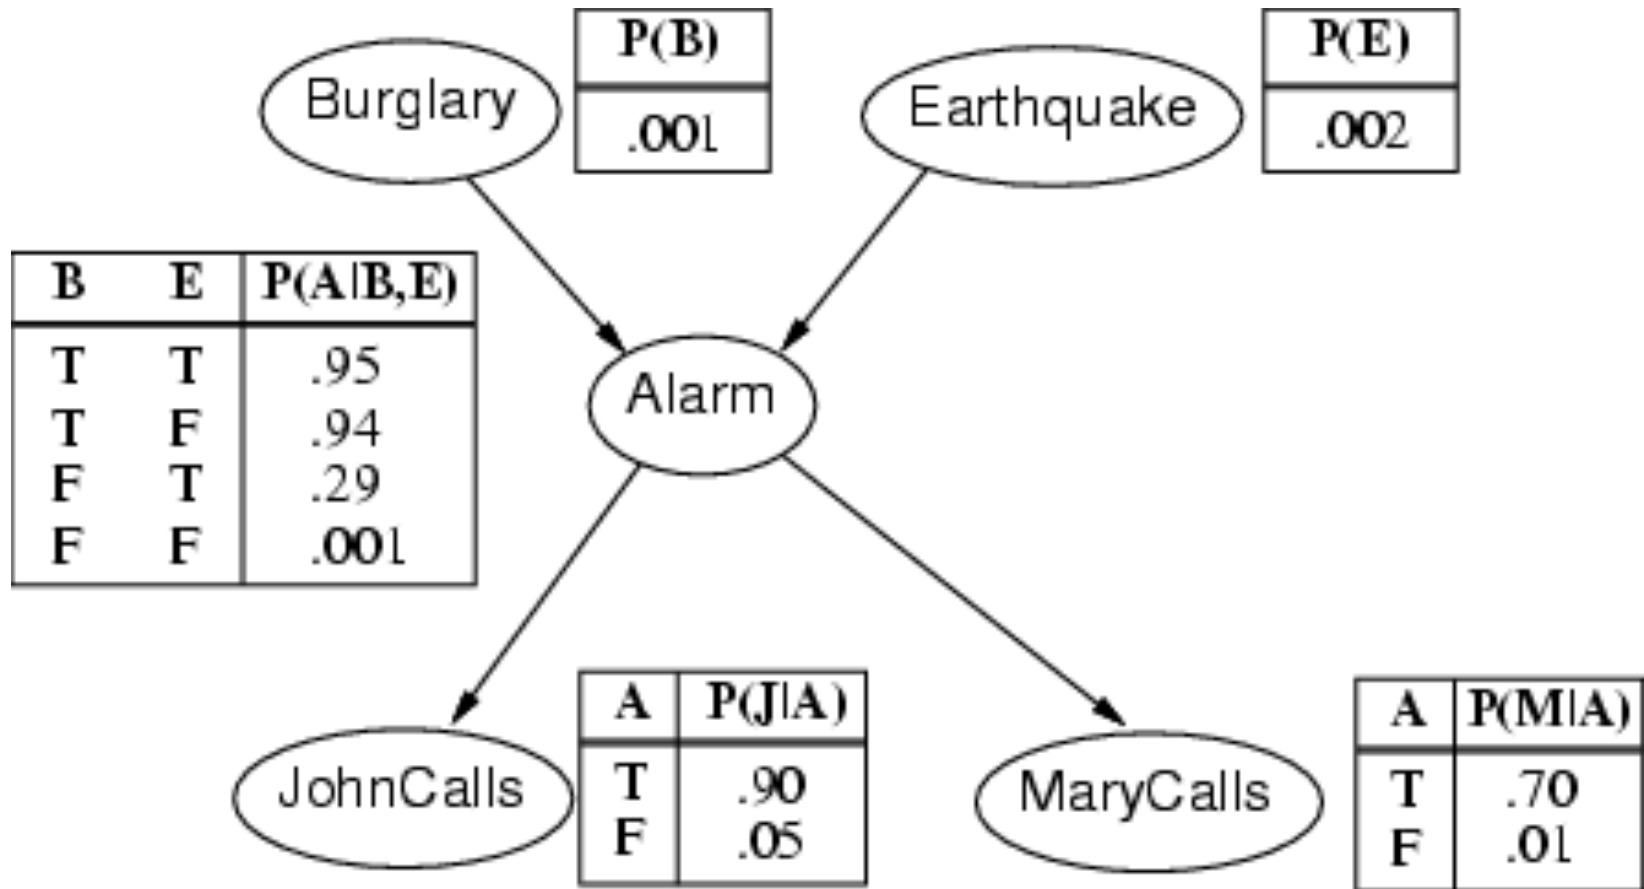 Burglary
P(B)
.001
Earthquake
P(E)
.002
B E P(A|B,E)
T T .95
T F .94
F T .29
F F .001
Alarm
JohnCalls
A P(J|A)
T .90
F .05
MaryCalls
A P(M|A)
T .70
F .01